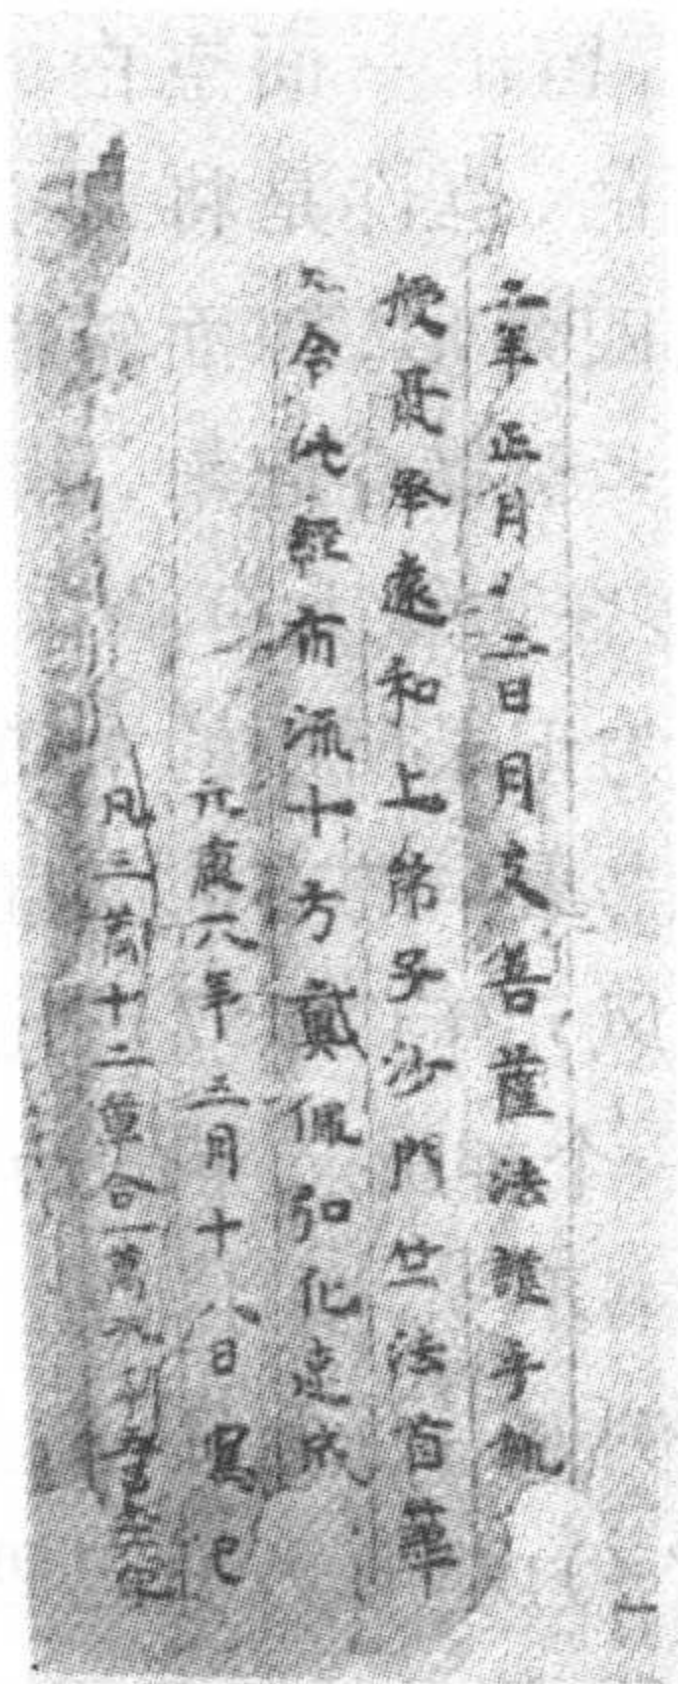 二年正月廿二日月支菩薩法護手執
授聶承遠和上弟子沙門竺法首筆
令此經布流十方戴佩弘化速成
元康六年三月十八日寫已
凡三萬十二章合一萬九千